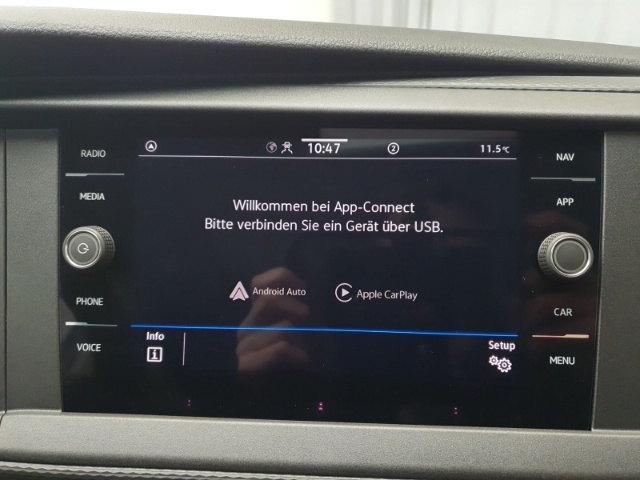 RADIO
MEDIA
PHONE
VOICE
10:47
2
11.5°C
Willkommen bei App-Connect
Bitte verbinden Sie ein Gerät über USB.
Android Auto
Apple CarPlay
Info
Setup
NAV
APP
CAR
MENU